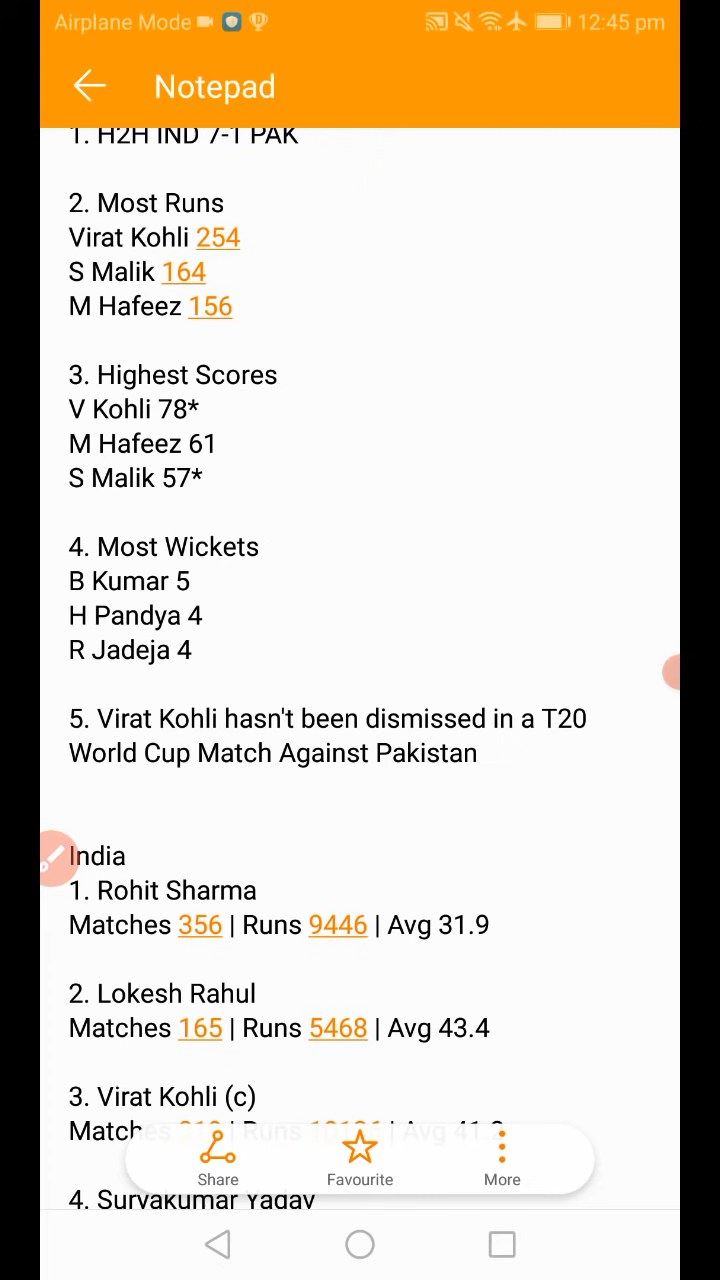 Airplane Mode 12:45 pm
Notepad
1. H2H IND 7-1 PAK
2. Most Runs
Virat Kohli 254
S Malik 164
M Hafeez 156
3. Highest Scores
V Kohli 78*
M Hafeez 61
S Malik 57*
4. Most Wickets
B Kumar 5
H Pandya 4
R Jadeja 4
5. Virat Kohli hasn't been dismissed in a T20
World Cup Match Against Pakistan
India
1. Rohit Sharma
Matches 356 | Runs 9446 | Avg 31.9
2. Lokesh Rahul
Matches 165 | Runs 5468 | Avg 43.4
3. Virat Kohli (c)
Matches | Runs | Avg
Share Favourite More
4. Suryakumar Yadav